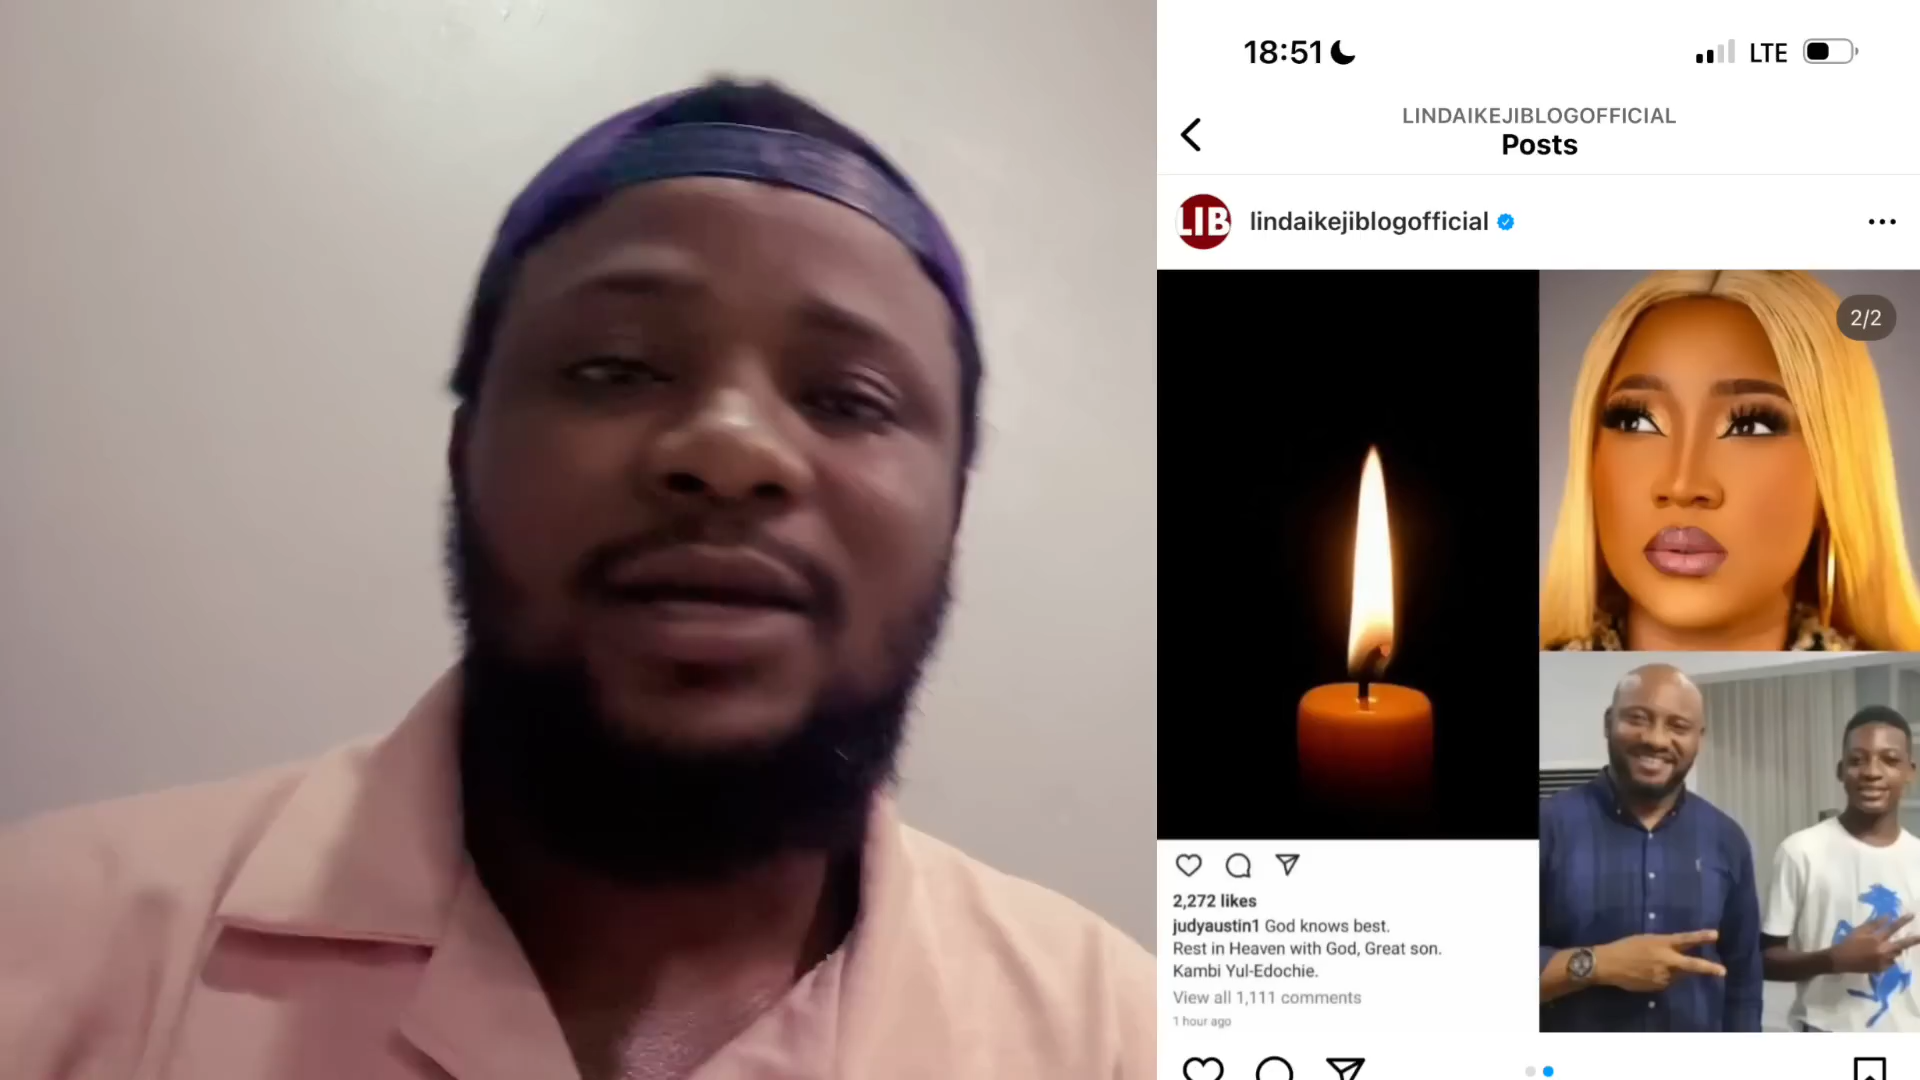 18:51
LTE
LINDAIKEJIBLOGOFFICIAL
Posts
LIB
lindaikejiblogofficial
2/2
2,272 likes
judyaustin1 God knows best.
Rest in Heaven with God, Great son.
Kambi Yul-Edochie.
View all 1,111 comments
1 hour ago